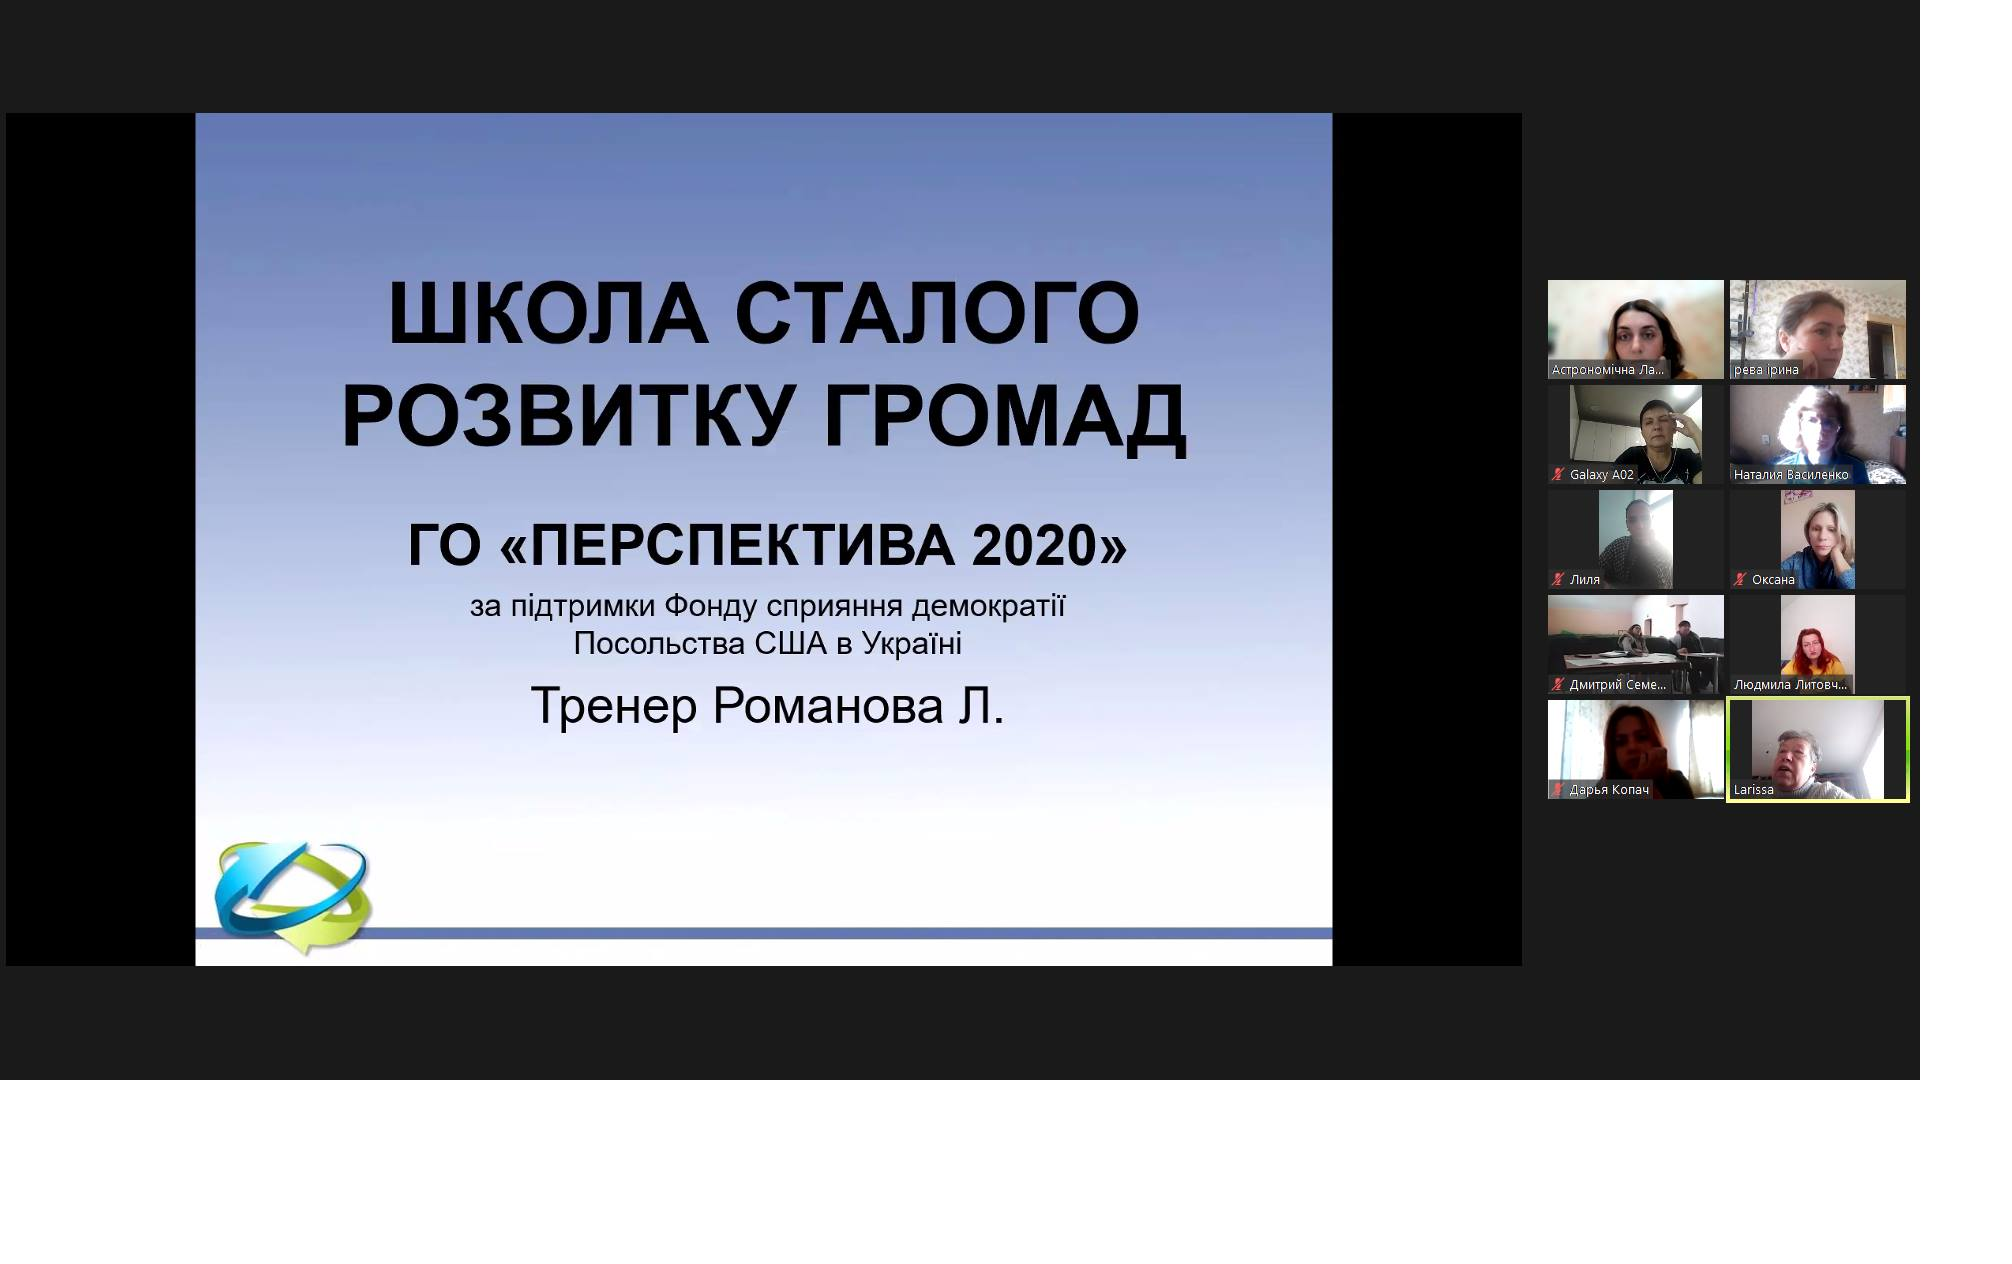 ШКОЛА СТАЛОГО
РОЗВИТКУ ГРОМАД
ГО «ПЕРСПЕКТИВА 2020»
за підтримки Фонду сприяння демократії
Посольства США в Україні
Тренер Романова Л.
Астрономічна Ла...
рева ірина
Galaxy A02
Наталия Василенко
Лиля
Оксана
Дмитрий Семе...
Людмила Литовч...
Дарья Копач
Larissa